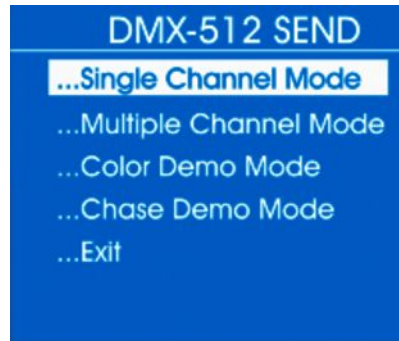 DMX-512 SEND
...Single Channel Mode
...Multiple Channel Mode
...Color Demo Mode
...Chase Demo Mode
...Exit